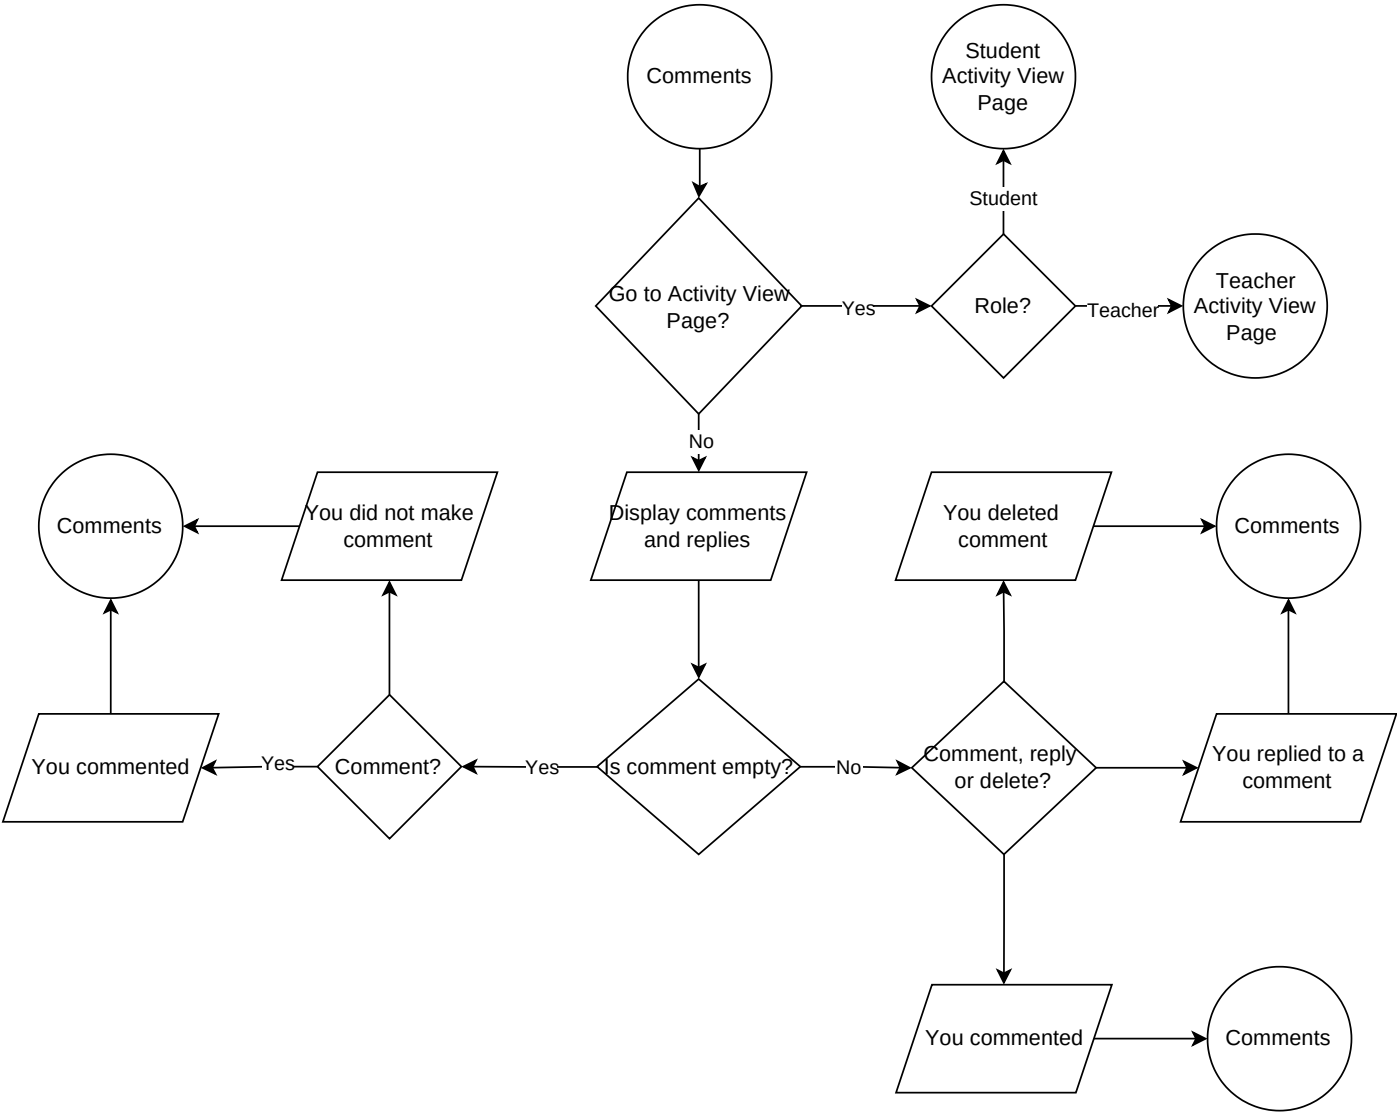 Comments
Student
Activity View
Page
Student
Go to Activity View
Page?
Yes
Role?
Teacher
Teacher
Activity View
Page
No
Comments
You did not make
comment
Display comments
and replies
You deleted
comment
Comments
You commented
Yes
Comment?
Yes
Is comment empty?
No
Comment, reply
or delete?
You replied to a
comment
You commented
Comments